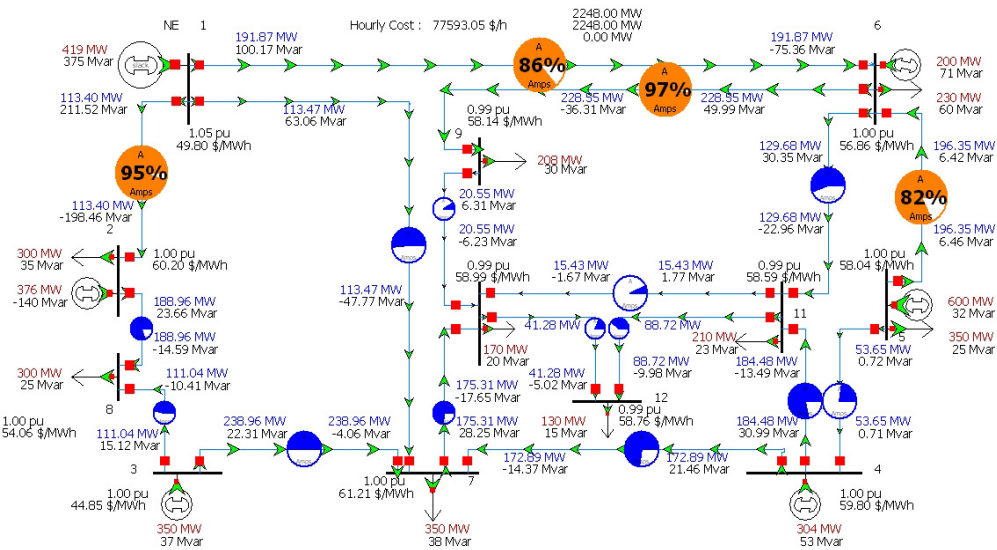 NE 1
Hourly Cost : 77593.05 $/h
2248.00 MW
2248.00 MW
0.00 MW
6
419 MW
375 Mvar
slack
191.87 MW
100.17 Mvar
A
86%
Amps
191.87 MW
-75.36 Mvar
200 MW
71 Mvar
113.40 MW
211.52 Mvar
113.47 MW
63.06 Mvar
228.95 MW
-36.31 Mvar
A
97%
Amps
228.95 MW
49.99 Mvar
230 MW
60 Mvar
1.05 pu
49.80 $/MWh
0.99 pu
58.14 $/MWh
9
1.00 pu
56.86 $/MWh
A
95%
Amps
208 MW
30 Mvar
129.68 MW
30.35 Mvar
196.35 MW
6.42 Mvar
A
82%
Amps
113.40 MW
-198.46 Mvar
2
20.55 MW
6.31 Mvar
20.55 MW
-6.23 Mvar
129.68 MW
-22.96 Mvar
196.35 MW
6.46 Mvar
300 MW
35 Mvar
1.00 pu
60.20 $/MWh
0.99 pu
58.99 $/MWh
15.43 MW
-1.67 Mvar
15.43 MW
1.77 Mvar
0.99 pu
58.59 $/MWh
1.00 pu
58.04 $/MWh
376 MW
-140 Mvar
188.96 MW
23.66 Mvar
113.47 MW
-47.77 Mvar
600 MW
32 Mvar
188.96 MW
-14.59 Mvar
41.28 MW
88.72 MW
11
5
170 MW
20 Mvar
210 MW
23 Mvar
350 MW
25 Mvar
300 MW
25 Mvar
111.04 MW
-10.41 Mvar
8
175.31 MW
-17.65 Mvar
41.28 MW
-5.02 Mvar
88.72 MW
-9.98 Mvar
184.48 MW
-13.49 Mvar
53.65 MW
0.72 Mvar
12
0.99 pu
58.76 $/MWh
1.00 pu
54.06 $/MWh
111.04 MW
15.12 Mvar
238.96 MW
22.31 Mvar
238.96 MW
-4.06 Mvar
175.31 MW
28.25 Mvar
130 MW
15 Mvar
184.48 MW
30.99 Mvar
53.65 MW
0.71 Mvar
3
172.89 MW
-14.37 Mvar
172.89 MW
21.46 Mvar
7
4
1.00 pu
44.85 $/MWh
1.00 pu
61.21 $/MWh
1.00 pu
59.80 $/MWh
350 MW
37 Mvar
350 MW
38 Mvar
304 MW
53 Mvar